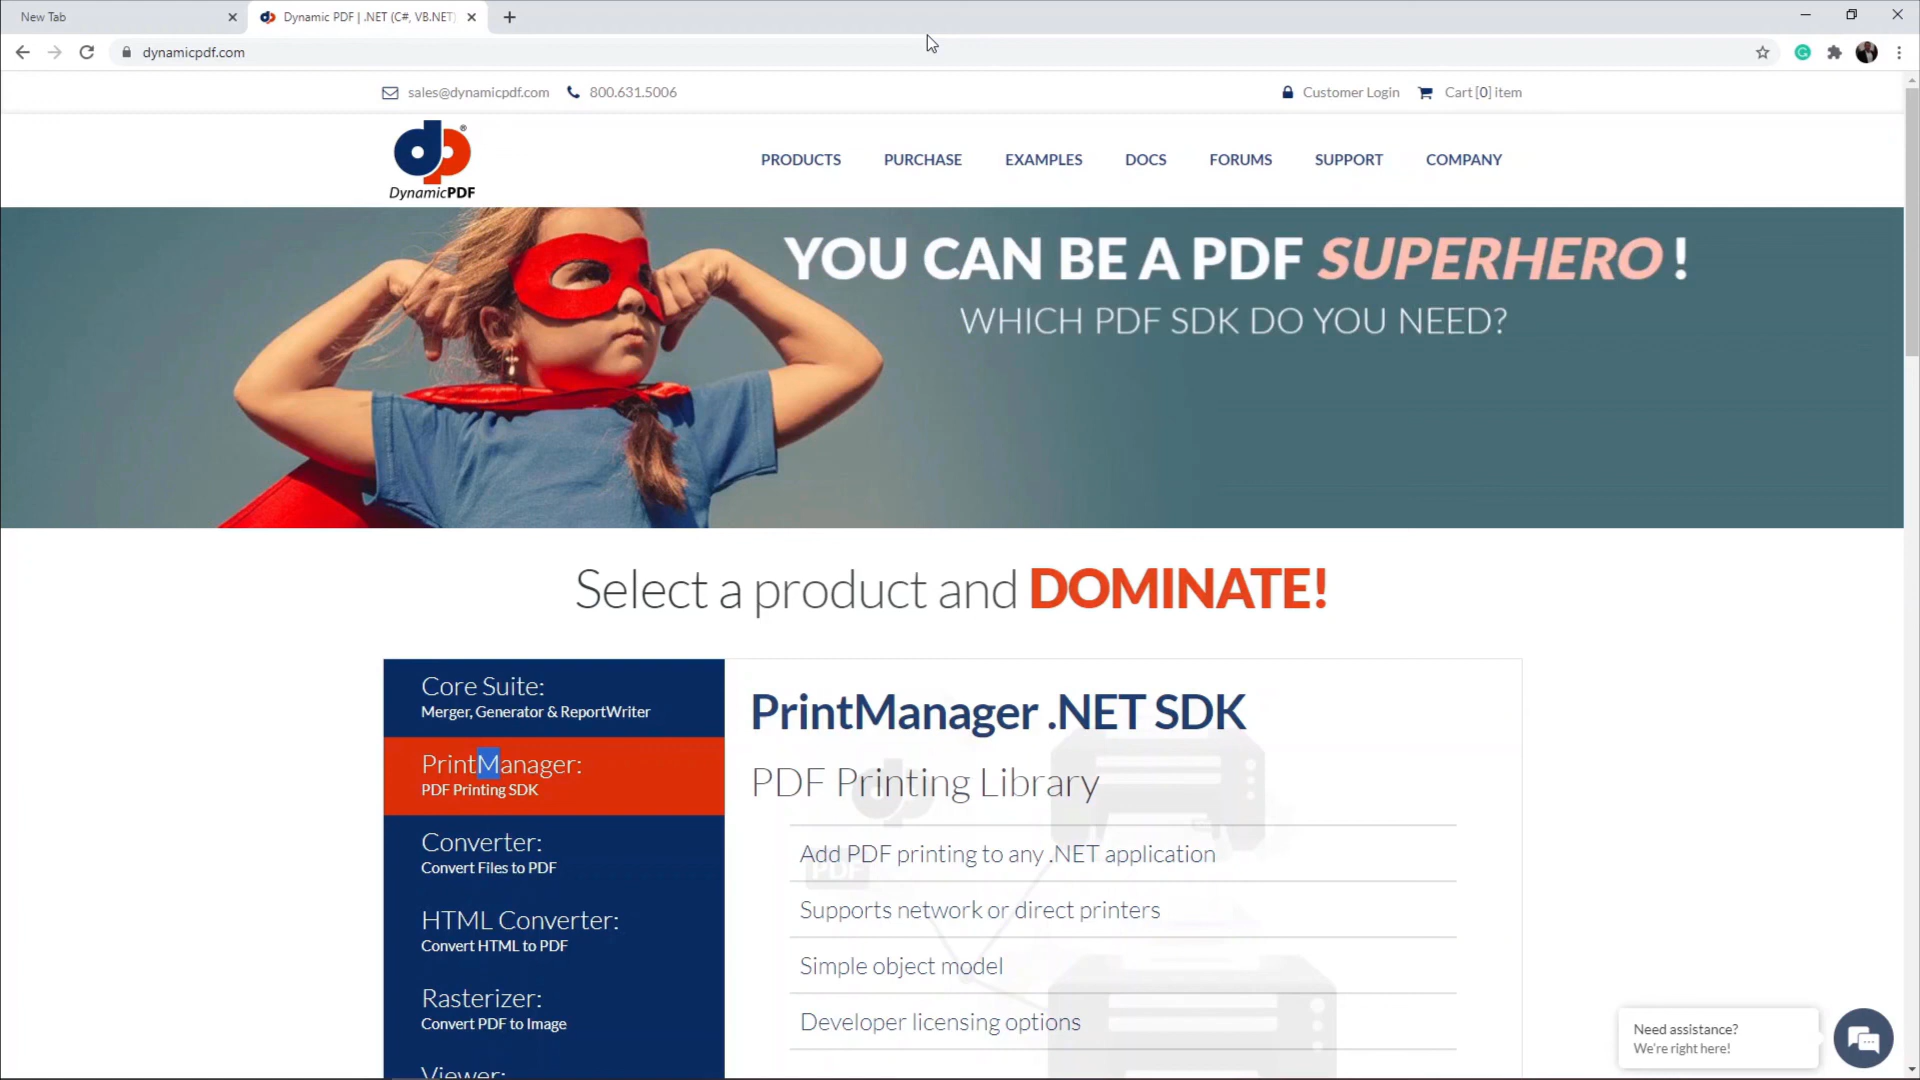 New Tab
Dynamic PDF | .NET (C#, VB.NET)
dynamicpdf.com
sales@dynamicpdf.com
800.631.5006
Customer Login
Cart [0] item
DynamicPDF
PRODUCTS
PURCHASE
EXAMPLES
DOCS
FORUMS
SUPPORT
COMPANY
YOU CAN BE A PDF SUPERHERO !
WHICH PDF SDK DO YOU NEED?
Select a product and DOMINATE!
Core Suite:
Merger, Generator & ReportWriter
PrintManager:
PDF Printing SDK
Converter:
Convert Files to PDF
HTML Converter:
Convert HTML to PDF
Rasterizer:
Convert PDF to Image
Viewer:
PrintManager .NET SDK
PDF Printing Library
Add PDF printing to any .NET application
PDF
Supports network or direct printers
Simple object model
Developer licensing options
Need assistance?
We're right here!